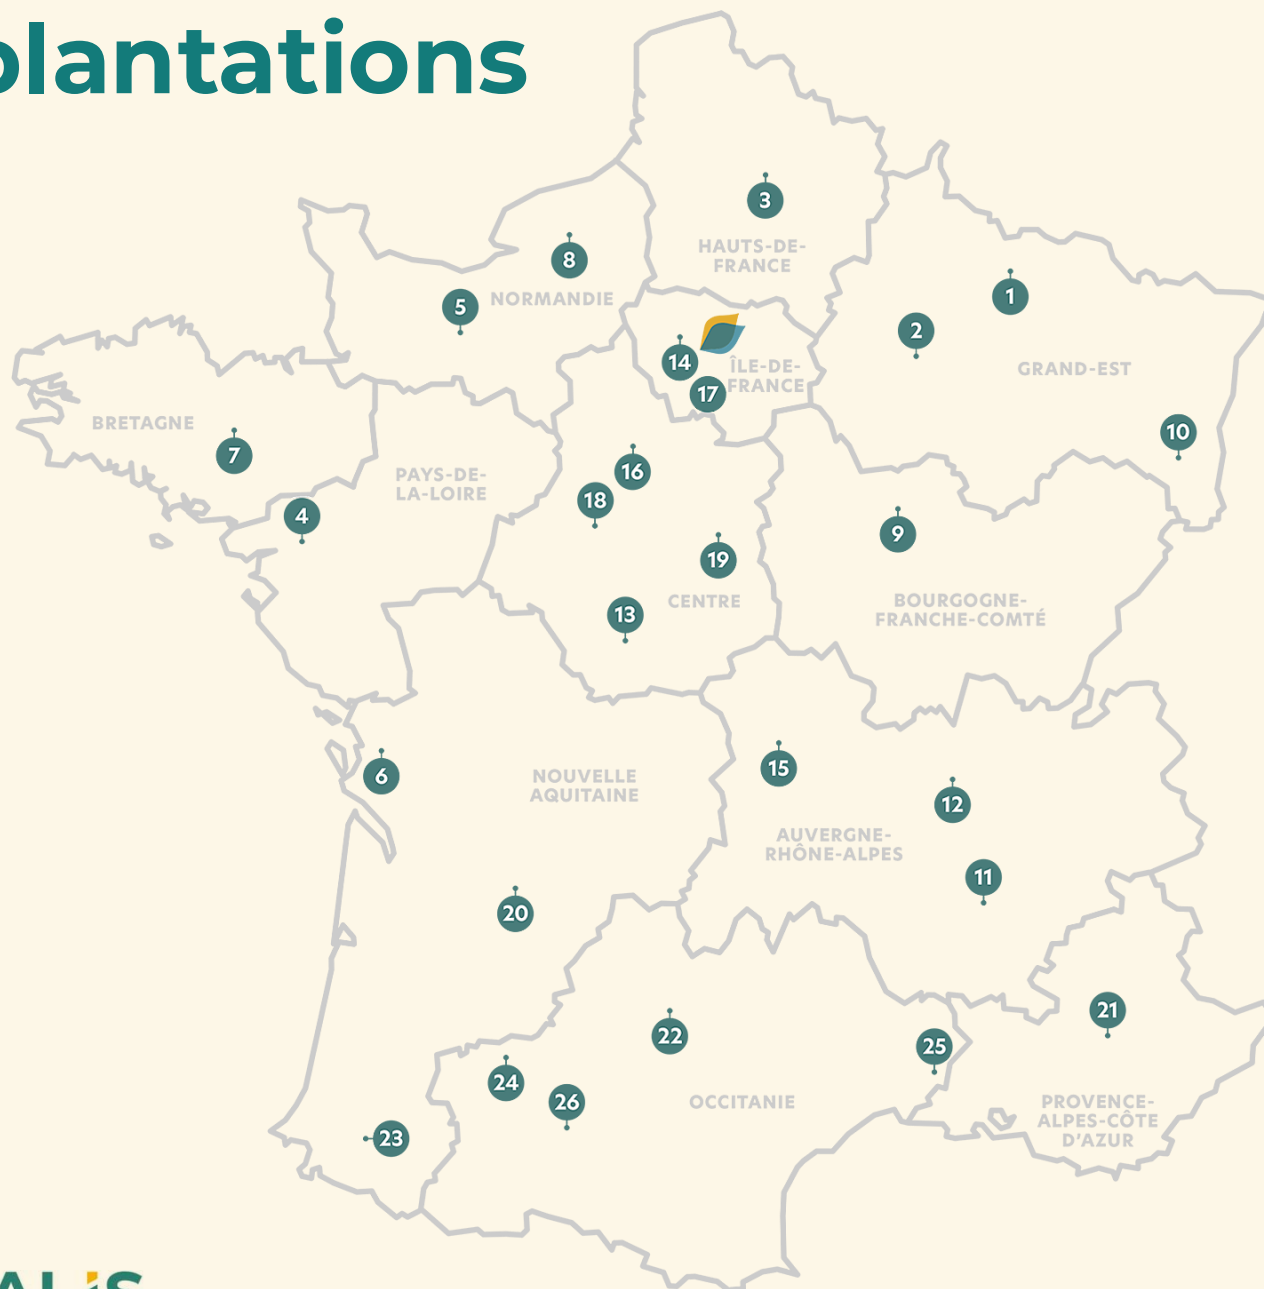 plantations
3
HAUTS-DE-
FRANCE
8
NORMANDIE
5
1
2
GRAND-EST
14
ÎLE-DE-
FRANCE
17
10
BRETAGNE
7
PAYS-DE-
LA-LOIRE
4
16
18
19
13
CENTRE
9
BOURGOGNE-
FRANCHE-COMTÉ
6
NOUVELLE
AQUITAINE
15
12
AUVERGNE-
RHÔNE-ALPES
11
20
21
22
25
24
26
OCCITANIE
23
PROVENCE-
ALPES-CÔTE
D'AZUR